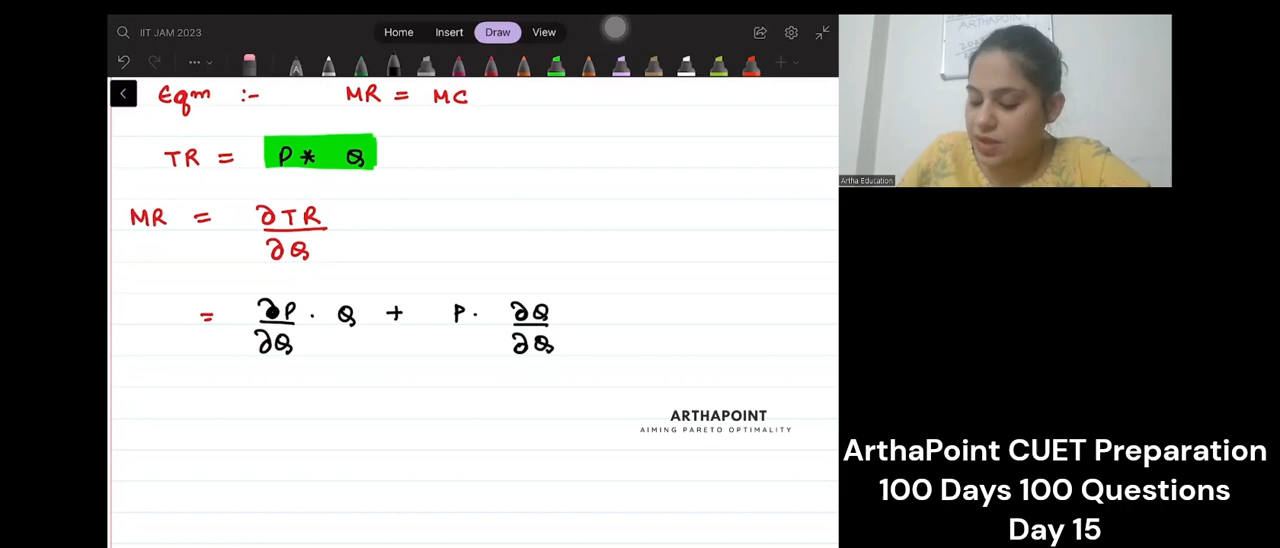 IIT JAM 2023
Home Insert Draw View
Eqm :- MR = MC
TR = P * Q
MR = ∂TR
∂Q
= ∂P/∂Q . Q + P . ∂Q/∂Q
ARTHAPOINT
AIMING PARETO OPTIMALITY
ARTHAPOINT
Artha Education
ArthaPoint CUET Preparation
100 Days 100 Questions
Day 15